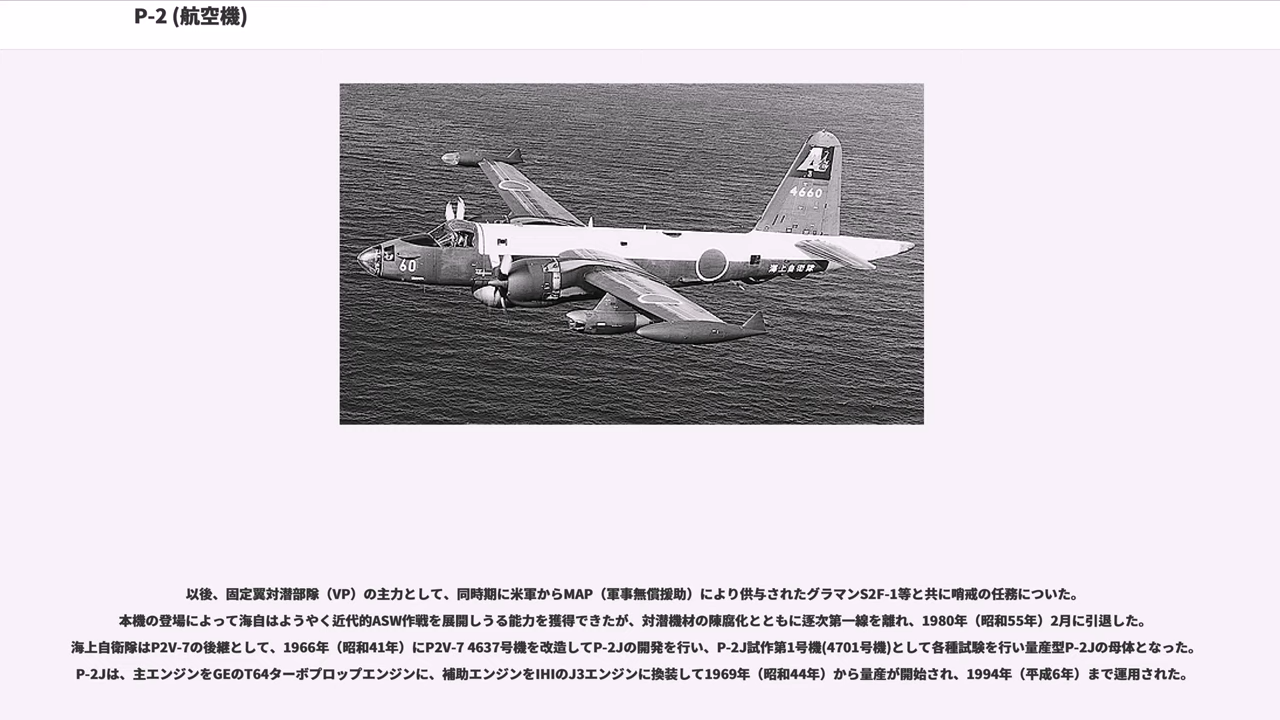 P-2 (航空機)
A
4660
60
海上自衛隊
以後、固定翼対潜部隊（VP）の主力として、同時期に米軍からMAP（軍事無償援助）により供与されたグラマンS2F-1等と共に哨戒の任務についた。
本機の登場によって海自はようやく近代的ASW作戦を展開しうる能力を獲得できたが、対潜機材の陳腐化とともに逐次第一線を離れ、1980年（昭和55年）2月に引退した。
海上自衛隊はP2V-7の後継として、1966年（昭和41年）にP2V-7 4637号機を改造してP-2Jの開発を行い、P-2J試作第1号機(4701号機)として各種試験を行い量産型P-2Jの母体となった。
P-2Jは、主エンジンをGEのT64ターボプロップエンジンに、補助エンジンをIHIのJ3エンジンに換装して1969年（昭和44年）から量産が開始され、1994年（平成6年）まで運用された。